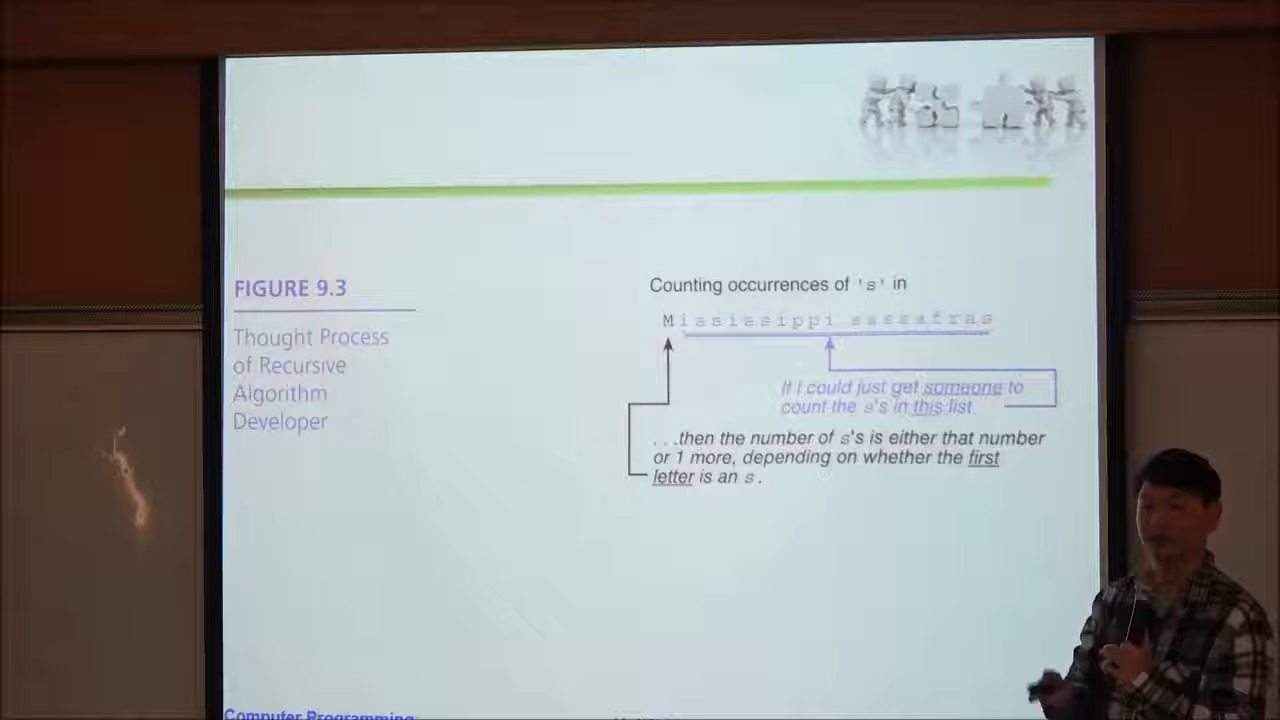 FIGURE 9.3
Thought Process
of Recursive
Algorithm
Developer
Counting occurrences of 's' in
Mississippi sassafras
If I could just get someone to
count the s's in this list
...then the number of s's is either that number
or 1 more, depending on whether the first
letter is an s.
Computer Programming